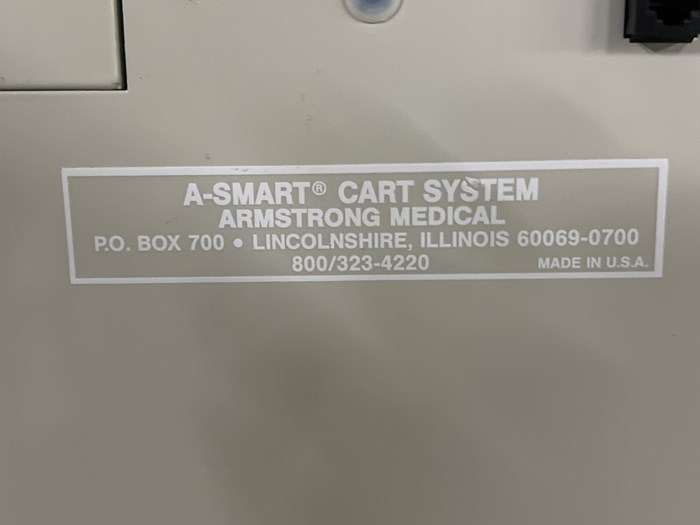 A-SMART® CART SYSTEM
ARMSTRONG MEDICAL
P.O. BOX 700 • LINCOLNSHIRE, ILLINOIS 60069-0700
800/323-4220 MADE IN U.S.A.